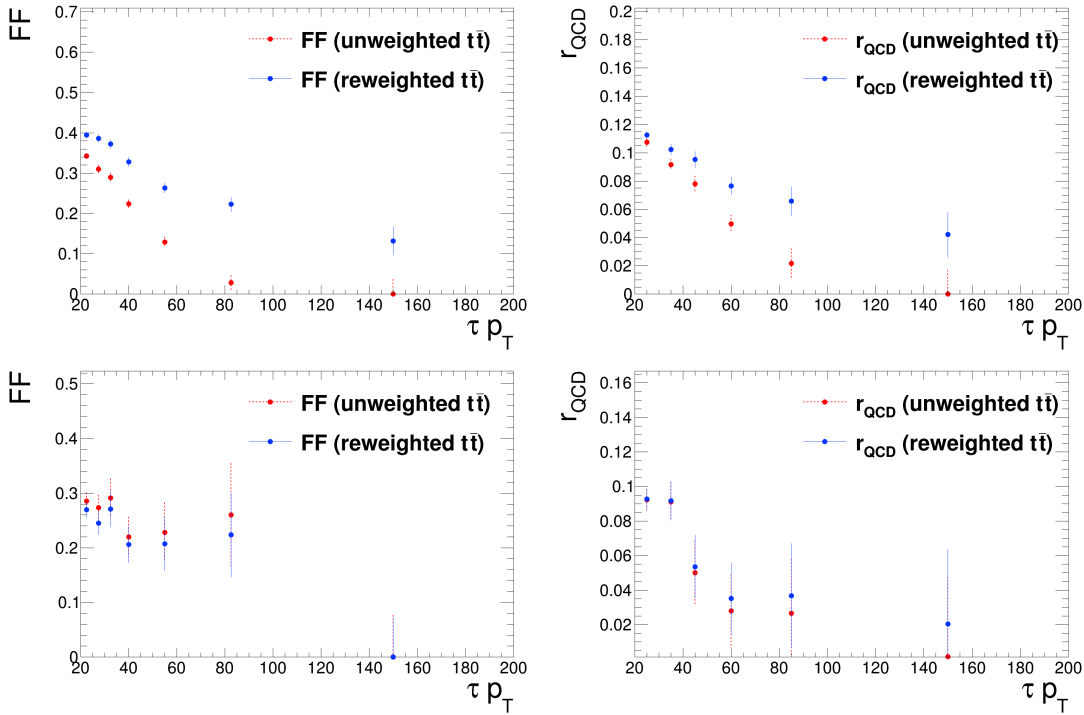 FF
0.7
0.6
0.5
0.4
0.3
0.2
0.1
0
FF (unweighted tt̄)
FF (reweighted tt̄)
20 40 60 80 100 120 140 160 180 200
τ p_T
r_QCD
0.2
0.18
0.16
0.14
0.12
0.1
0.08
0.06
0.04
0.02
0
r_QCD (unweighted tt̄)
r_QCD (reweighted tt̄)
20 40 60 80 100 120 140 160 180 200
τ p_T
FF
0.5
0.4
0.3
0.2
0.1
0
FF (unweighted tt̄)
FF (reweighted tt̄)
20 40 60 80 100 120 140 160 180 200
τ p_T
r_QCD
0.16
0.14
0.12
0.1
0.08
0.06
0.04
0.02
r_QCD (unweighted tt̄)
r_QCD (reweighted tt̄)
20 40 60 80 100 120 140 160 180 200
τ p_T